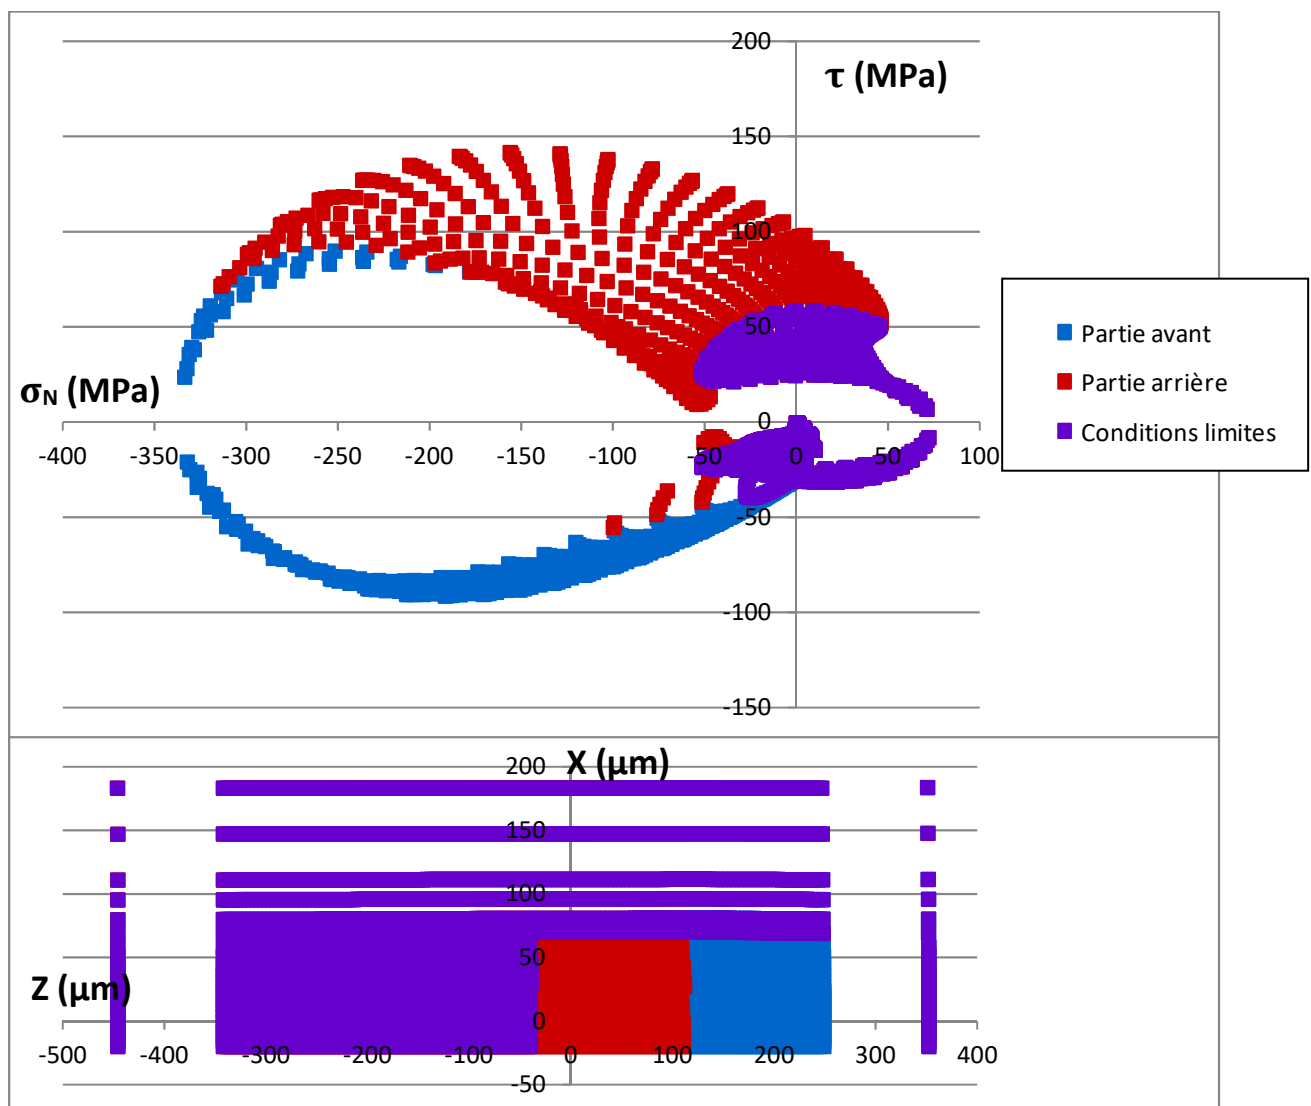 200
τ (MPa)
150
100
50
σN (MPa)
0
-400 -350 -300 -250 -200 -150 -100 -50 0 50 100
-50
-100
-150
Partie avant
Partie arrière
Conditions limites
200
X (µm)
150
100
50
Z (µm)
0
-500 -400 -300 -200 -100 0 100 200 300 400
-50